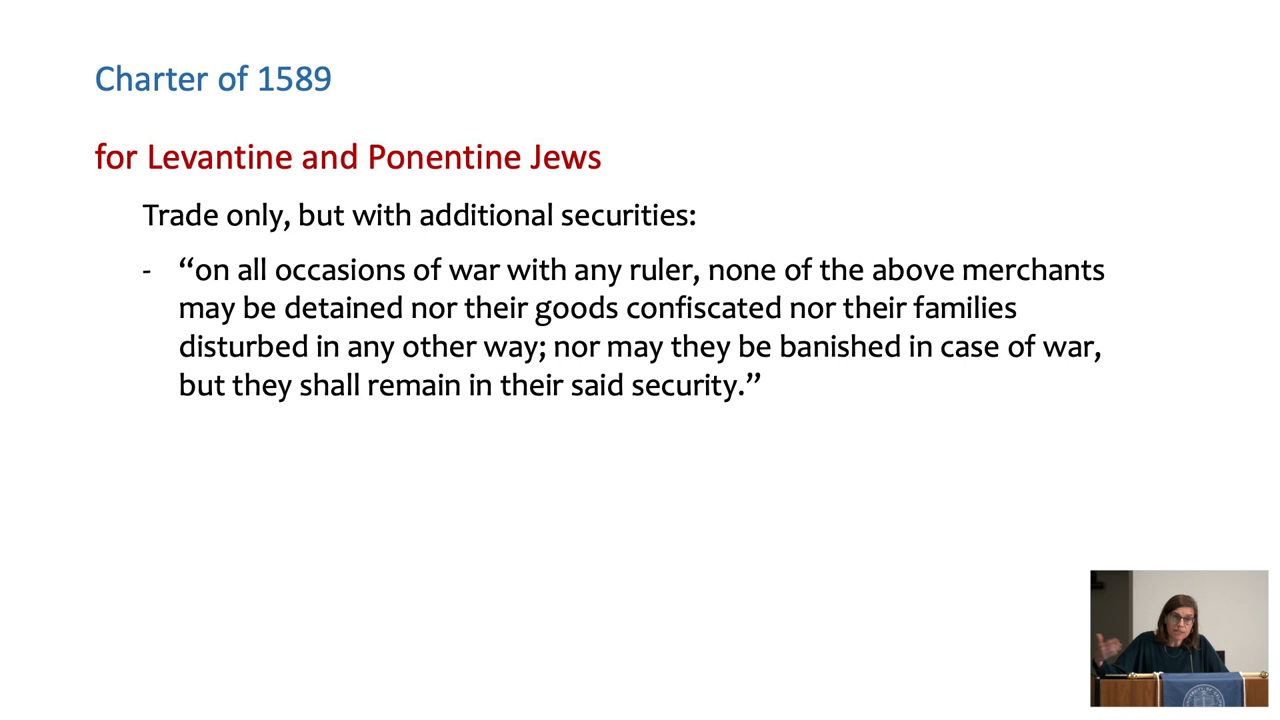 Charter of 1589
for Levantine and Ponentine Jews
Trade only, but with additional securities:
- “on all occasions of war with any ruler, none of the above merchants
may be detained nor their goods confiscated nor their families
disturbed in any other way; nor may they be banished in case of war,
but they shall remain in their said security.”